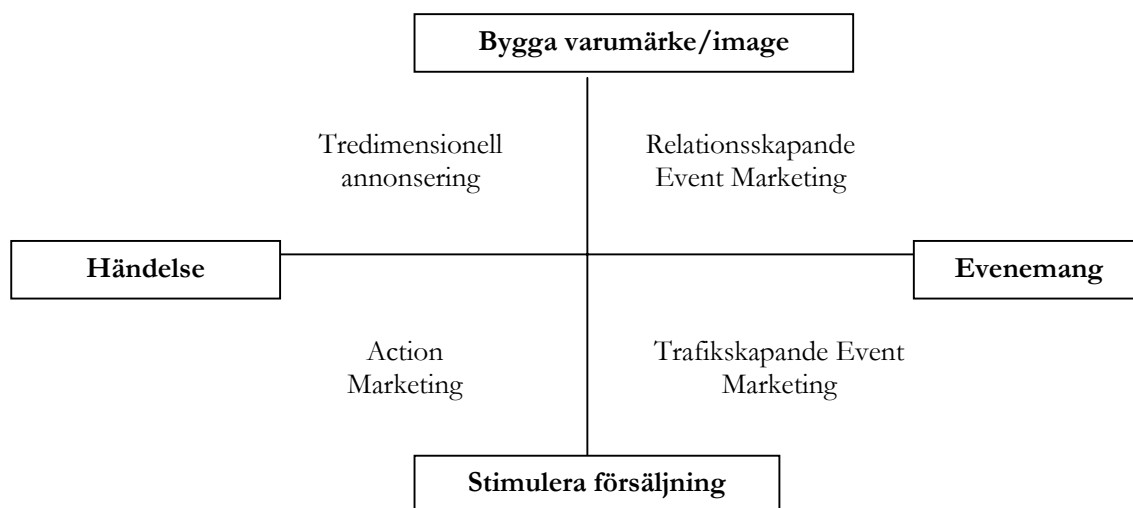 Bygga varumärke/image
Tredimensionell
annonsering
Relationsskapande
Event Marketing
Händelse
Evenemang
Action
Marketing
Trafikskapande Event
Marketing
Stimulera försäljning